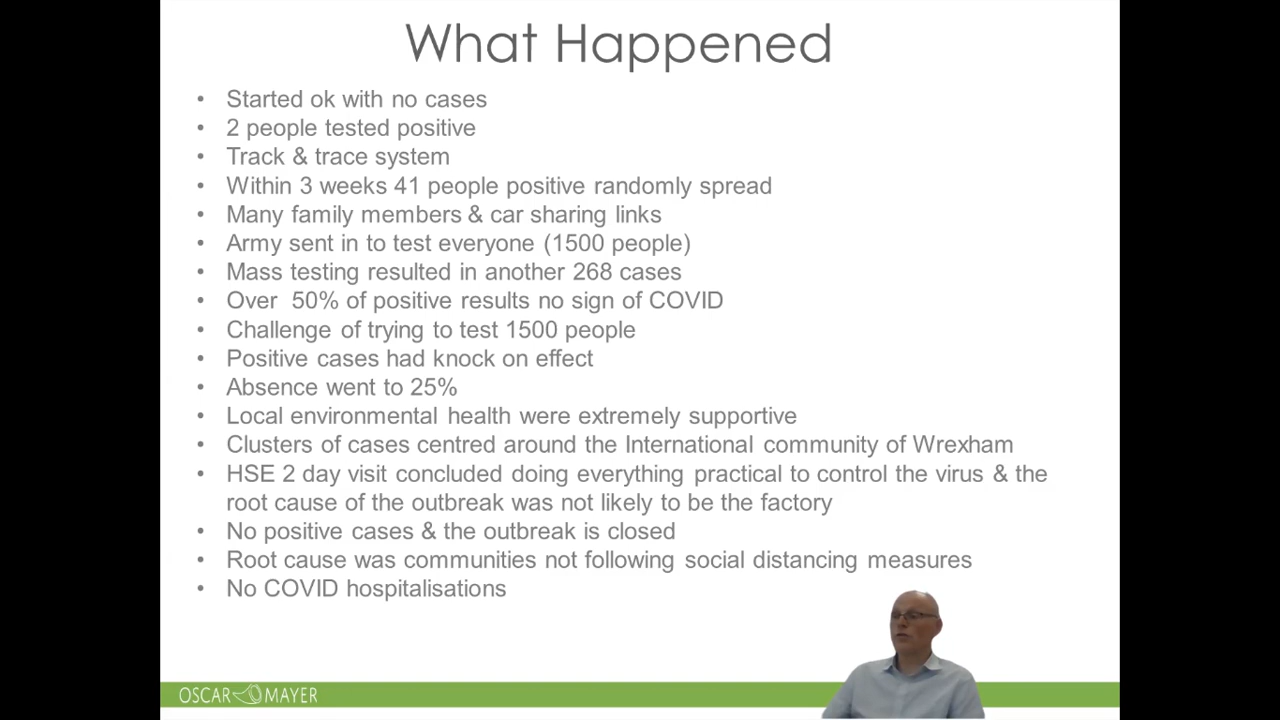 What Happened
• Started ok with no cases
• 2 people tested positive
• Track & trace system
• Within 3 weeks 41 people positive randomly spread
• Many family members & car sharing links
• Army sent in to test everyone (1500 people)
• Mass testing resulted in another 268 cases
• Over  50% of positive results no sign of COVID
• Challenge of trying to test 1500 people
• Positive cases had knock on effect
• Absence went to 25%
• Local environmental health were extremely supportive
• Clusters of cases centred around the International community of Wrexham
• HSE 2 day visit concluded doing everything practical to control the virus & the
root cause of the outbreak was not likely to be the factory
• No positive cases & the outbreak is closed
• Root cause was communities not following social distancing measures
• No COVID hospitalisations
OSCAR MAYER